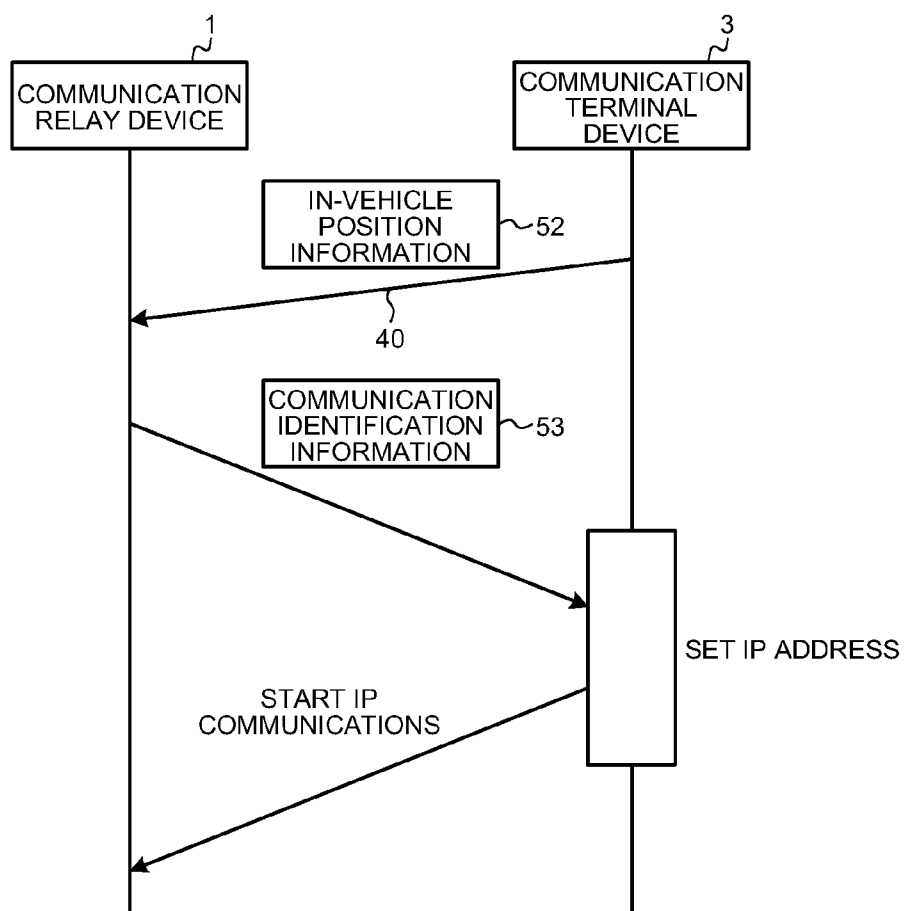 1
3
COMMUNICATION
RELAY DEVICE
COMMUNICATION
TERMINAL
DEVICE
IN-VEHICLE
POSITION
INFORMATION
52
40
COMMUNICATION
IDENTIFICATION
INFORMATION
53
SET IP ADDRESS
START IP
COMMUNICATIONS